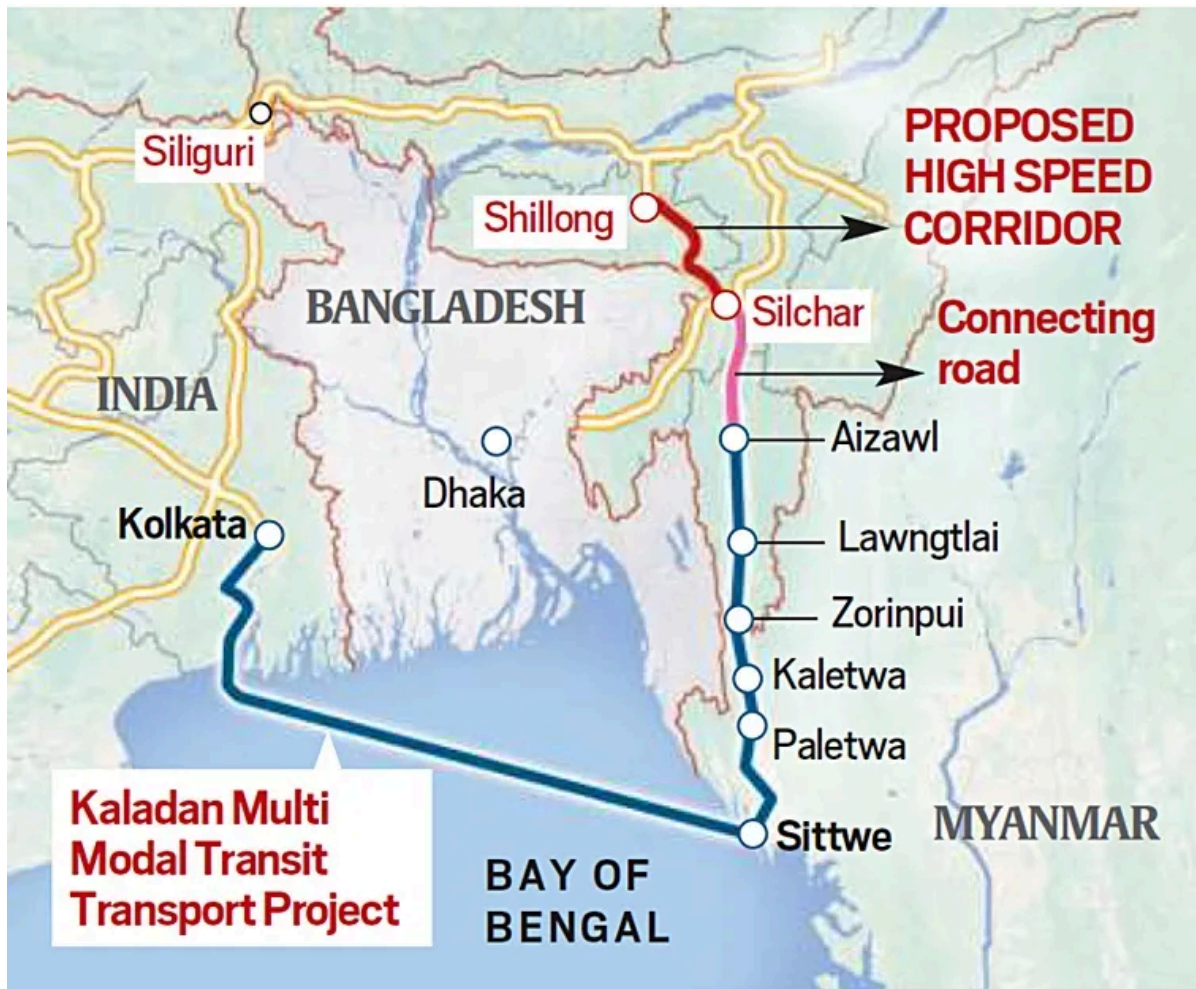 Siliguri
PROPOSED
HIGH SPEED
CORRIDOR
Shillong
BANGLADESH
Silchar
Connecting
road
INDIA
Aizawl
Dhaka
Kolkata
Lawngtlai
Zorinpui
Kaletwa
Paletwa
Kaladan Multi
Modal Transit
Transport Project
Sittwe
MYANMAR
BAY OF
BENGAL